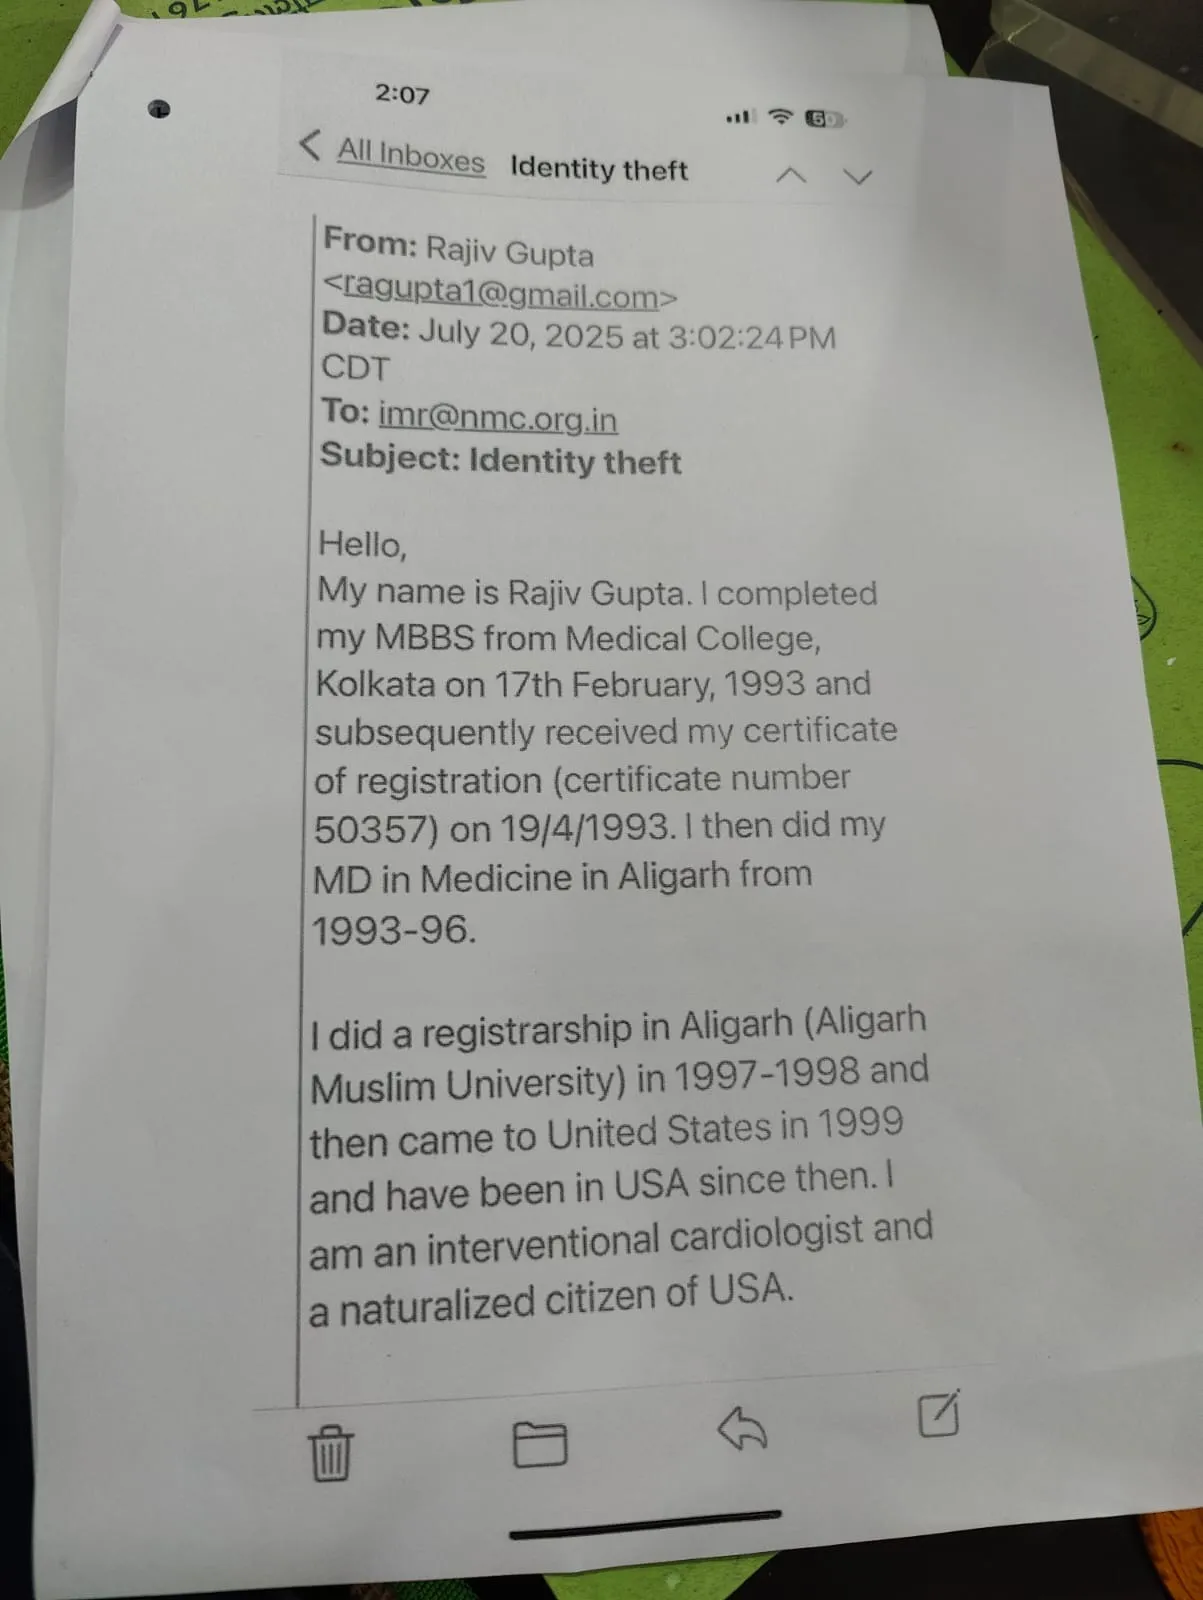 2:07
50
All Inboxes Identity theft
From: Rajiv Gupta
<ragupta1@gmail.com>
Date: July 20, 2025 at 3:02:24 PM
CDT
To: imr@nmc.org.in
Subject: Identity theft
Hello,
My name is Rajiv Gupta. I completed
my MBBS from Medical College,
Kolkata on 17th February, 1993 and
subsequently received my certificate
of registration (certificate number
50357) on 19/4/1993. I then did my
MD in Medicine in Aligarh from
1993-96.
I did a registrarship in Aligarh (Aligarh
Muslim University) in 1997-1998 and
then came to United States in 1999
and have been in USA since then. I
am an interventional cardiologist and
a naturalized citizen of USA.